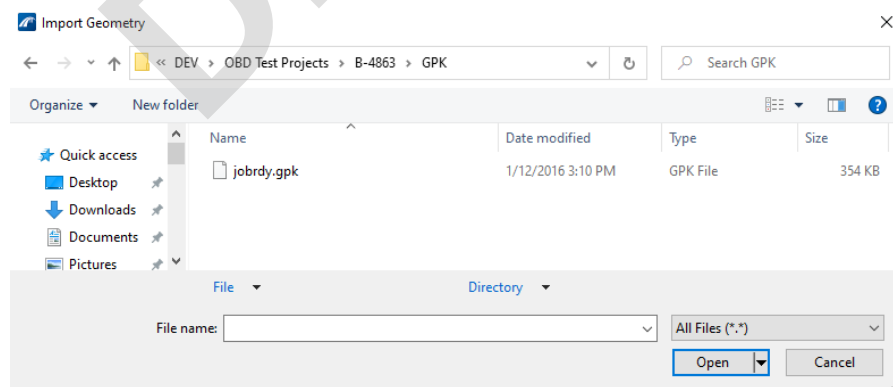 Import Geometry
« DEV > OBD Test Projects > B-4863 > GPK
Search GPK
Organize
New folder
?
Name
Date modified
Type
Size
Quick access
Desktop
Downloads
Documents
Pictures
jobrdy.gpk
1/12/2016 3:10 PM
GPK File
354 KB
File
Directory
File name:
All Files (*.*)
Open
Cancel